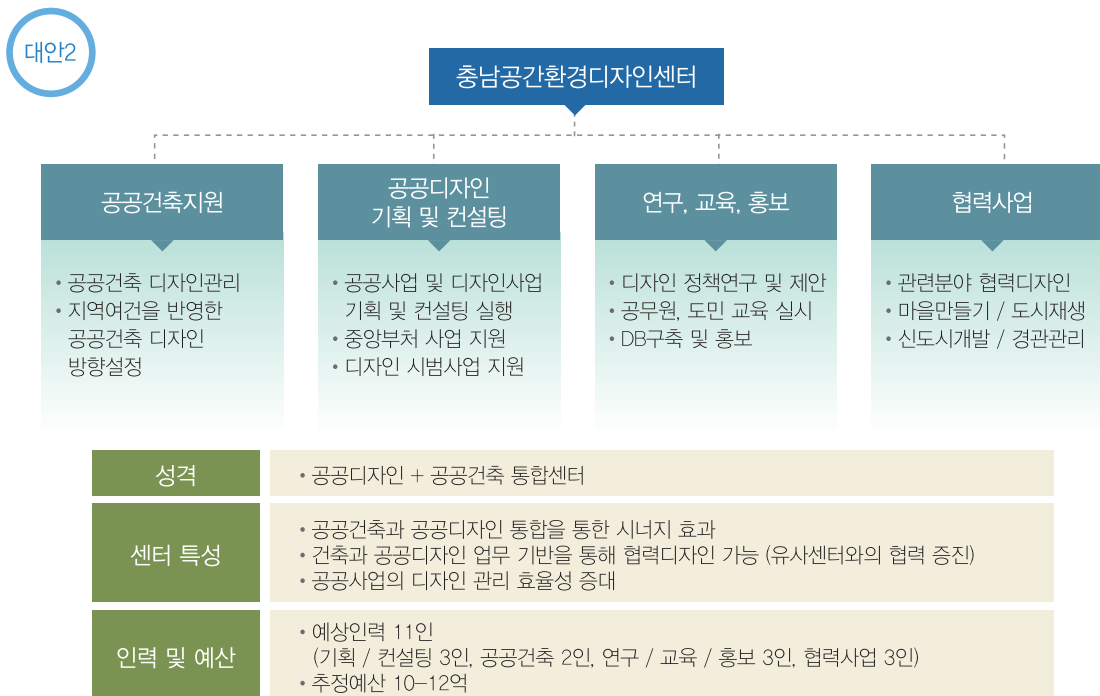 대안2
충남공간환경디자인센터
공공건축지원
• 공공건축 디자인관리
• 지역여건을 반영한
공공건축 디자인
방향설정
공공디자인
기획 및 컨설팅
• 공공사업 및 디자인사업
기획 및 컨설팅 실행
• 중앙부처 사업 지원
• 디자인 시범사업 지원
연구, 교육, 홍보
• 디자인 정책연구 및 제안
• 공무원, 도민 교육 실시
• DB구축 및 홍보
협력사업
• 관련분야 협력디자인
• 마을만들기 / 도시재생
• 신도시개발 / 경관관리
성격
• 공공디자인 + 공공건축 통합센터
센터 특성
• 공공건축과 공공디자인 통합을 통한 시너지 효과
• 건축과 공공디자인 업무 기반을 통해 협력디자인 가능 (유사센터와의 협력 증진)
• 공공사업의 디자인 관리 효율성 증대
인력 및 예산
• 예상인력 11인
(기획 / 컨설팅 3인, 공공건축 2인, 연구 / 교육 / 홍보 3인, 협력사업 3인)
• 추정예산 10-12억